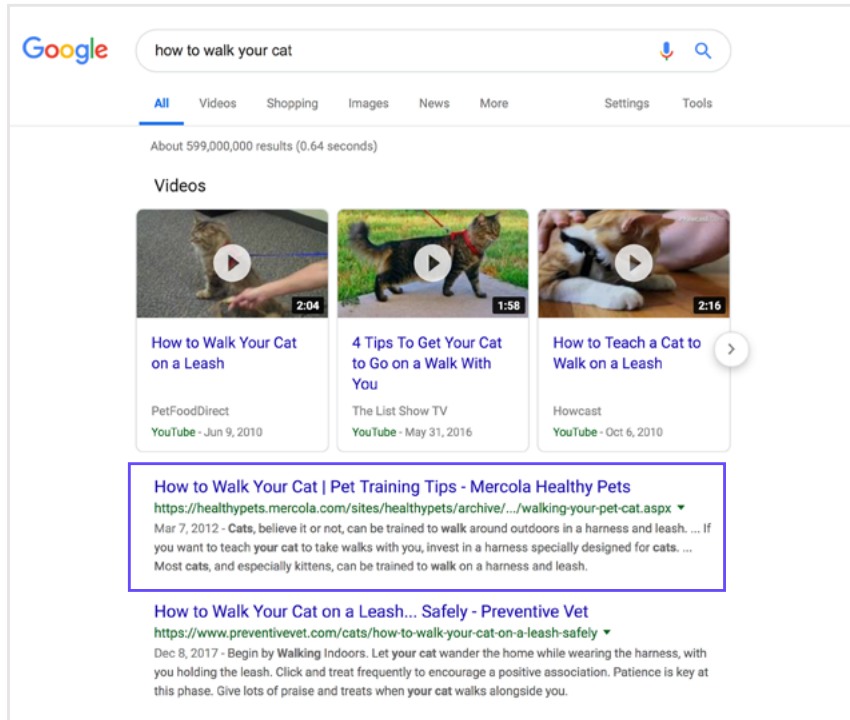 Google
how to walk your cat
All Videos Shopping Images News More Settings Tools
About 599,000,000 results (0.64 seconds)
Videos
2:04 1:58 2:16
How to Walk Your Cat
on a Leash
PetFoodDirect
YouTube - Jun 9, 2010
4 Tips To Get Your Cat
to Go on a Walk With
You
The List Show TV
YouTube - May 31, 2016
How to Teach a Cat to
Walk on a Leash
Howcast
YouTube - Oct 6, 2010
How to Walk Your Cat | Pet Training Tips - Mercola Healthy Pets
https://healthypets.mercola.com/sites/healthypets/archive/.../walking-your-pet-cat.aspx
Mar 7, 2012 - Cats, believe it or not, can be trained to walk around outdoors in a harness and leash. ... If
you want to teach your cat to take walks with you, invest in a harness specially designed for cats. ...
Most cats, and especially kittens, can be trained to walk on a harness and leash.
How to Walk Your Cat on a Leash... Safely - Preventive Vet
https://www.preventivevet.com/cats/how-to-walk-your-cat-on-a-leash-safely
Dec 8, 2017 - Begin by Walking Indoors. Let your cat wander the home while wearing the harness, with
you holding the leash. Click and treat frequently to encourage a positive association. Patience is key at
this phase. Give lots of praise and treats when your cat walks alongside you.